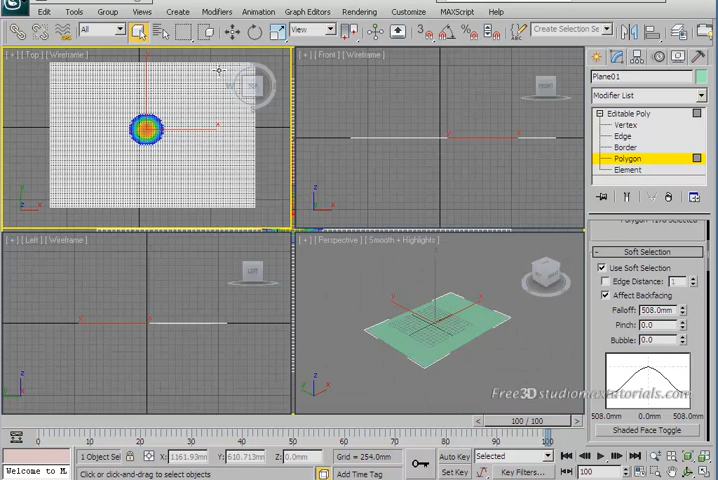 Edit Tools Group Views Create Modifiers Animation Graph Editors Rendering Customize MAXScript Help
All View Create Selection Se
[ + ] [ Top ] [ Wireframe ] [ + ] [ Front ] [ Wireframe ]
TOP FRONT
Plane01
Modifier List
Editable Poly
Vertex
Edge
Border
Polygon
Element
[ + ] [ Left ] [ Wireframe ] [ + ] [ Perspective ] [ Smooth + Highlights ]
LEFT
Soft Selection
Use Soft Selection
Edge Distance: 1
Affect Backfacing
Falloff: 508.0mm
Pinch: 0.0
Bubble: 0.0
Free3Dstudiomaxtutorials.com
508.0mm 0.0mm 508.0mm
Shaded Face Toggle
100 / 100
0 10 20 30 40 50 60 70 80 90 100
1 Object Sel X: 1161.93mm Y: 610.713mm Z: 0.0mm Grid = 254.0mm Auto Key Selected
Welcome to M Click or click-and-drag to select objects Add Time Tag Set Key Key Filters... 100